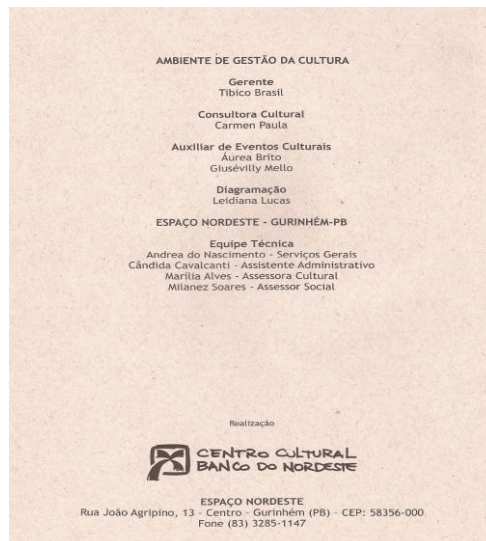 AMBIENTE DE GESTÃO DA CULTURA
Gerente
Tibico Brasil
Consultora Cultural
Carmen Paula
Auxiliar de Eventos Culturais
Áurea Brito
Giusévilly Mello
Diagramação
Leidiana Lucas
ESPAÇO NORDESTE - GURINHÉM-PB
Equipe Técnica
Andrea do Nascimento - Serviços Gerais
Cândida Cavalcanti - Assistente Administrativo
Marília Alves - Assessora Cultural
Milanez Soares - Assessor Social
Realização
CENTRO CULTURAL
BANCO DO NORDESTE
ESPAÇO NORDESTE
Rua João Agripino, 13 - Centro - Gurinhém (PB) - CEP: 58356-000
Fone (83) 3285-1147